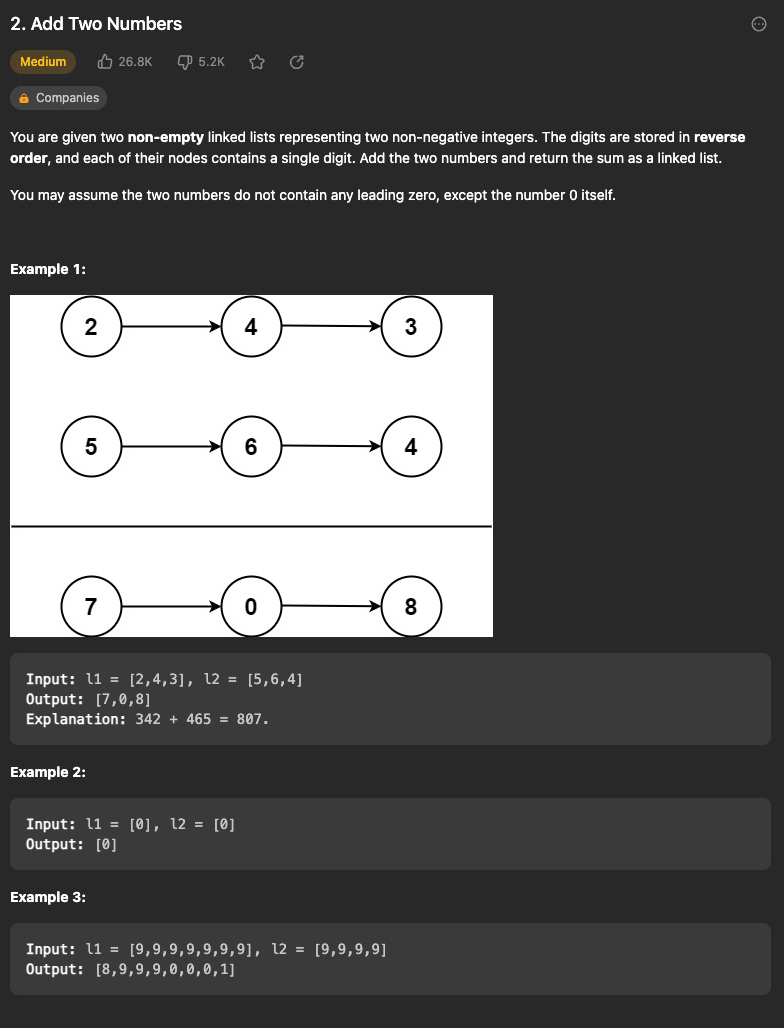 2. Add Two Numbers
Medium 26.8K 5.2K
Companies
You are given two non-empty linked lists representing two non-negative integers. The digits are stored in reverse
order, and each of their nodes contains a single digit. Add the two numbers and return the sum as a linked list.
You may assume the two numbers do not contain any leading zero, except the number 0 itself.
Example 1:
2 4 3
5 6 4
7 0 8
Input: l1 = [2,4,3], l2 = [5,6,4]
Output: [7,0,8]
Explanation: 342 + 465 = 807.
Example 2:
Input: l1 = [0], l2 = [0]
Output: [0]
Example 3:
Input: l1 = [9,9,9,9,9,9,9], l2 = [9,9,9,9]
Output: [8,9,9,9,0,0,0,1]